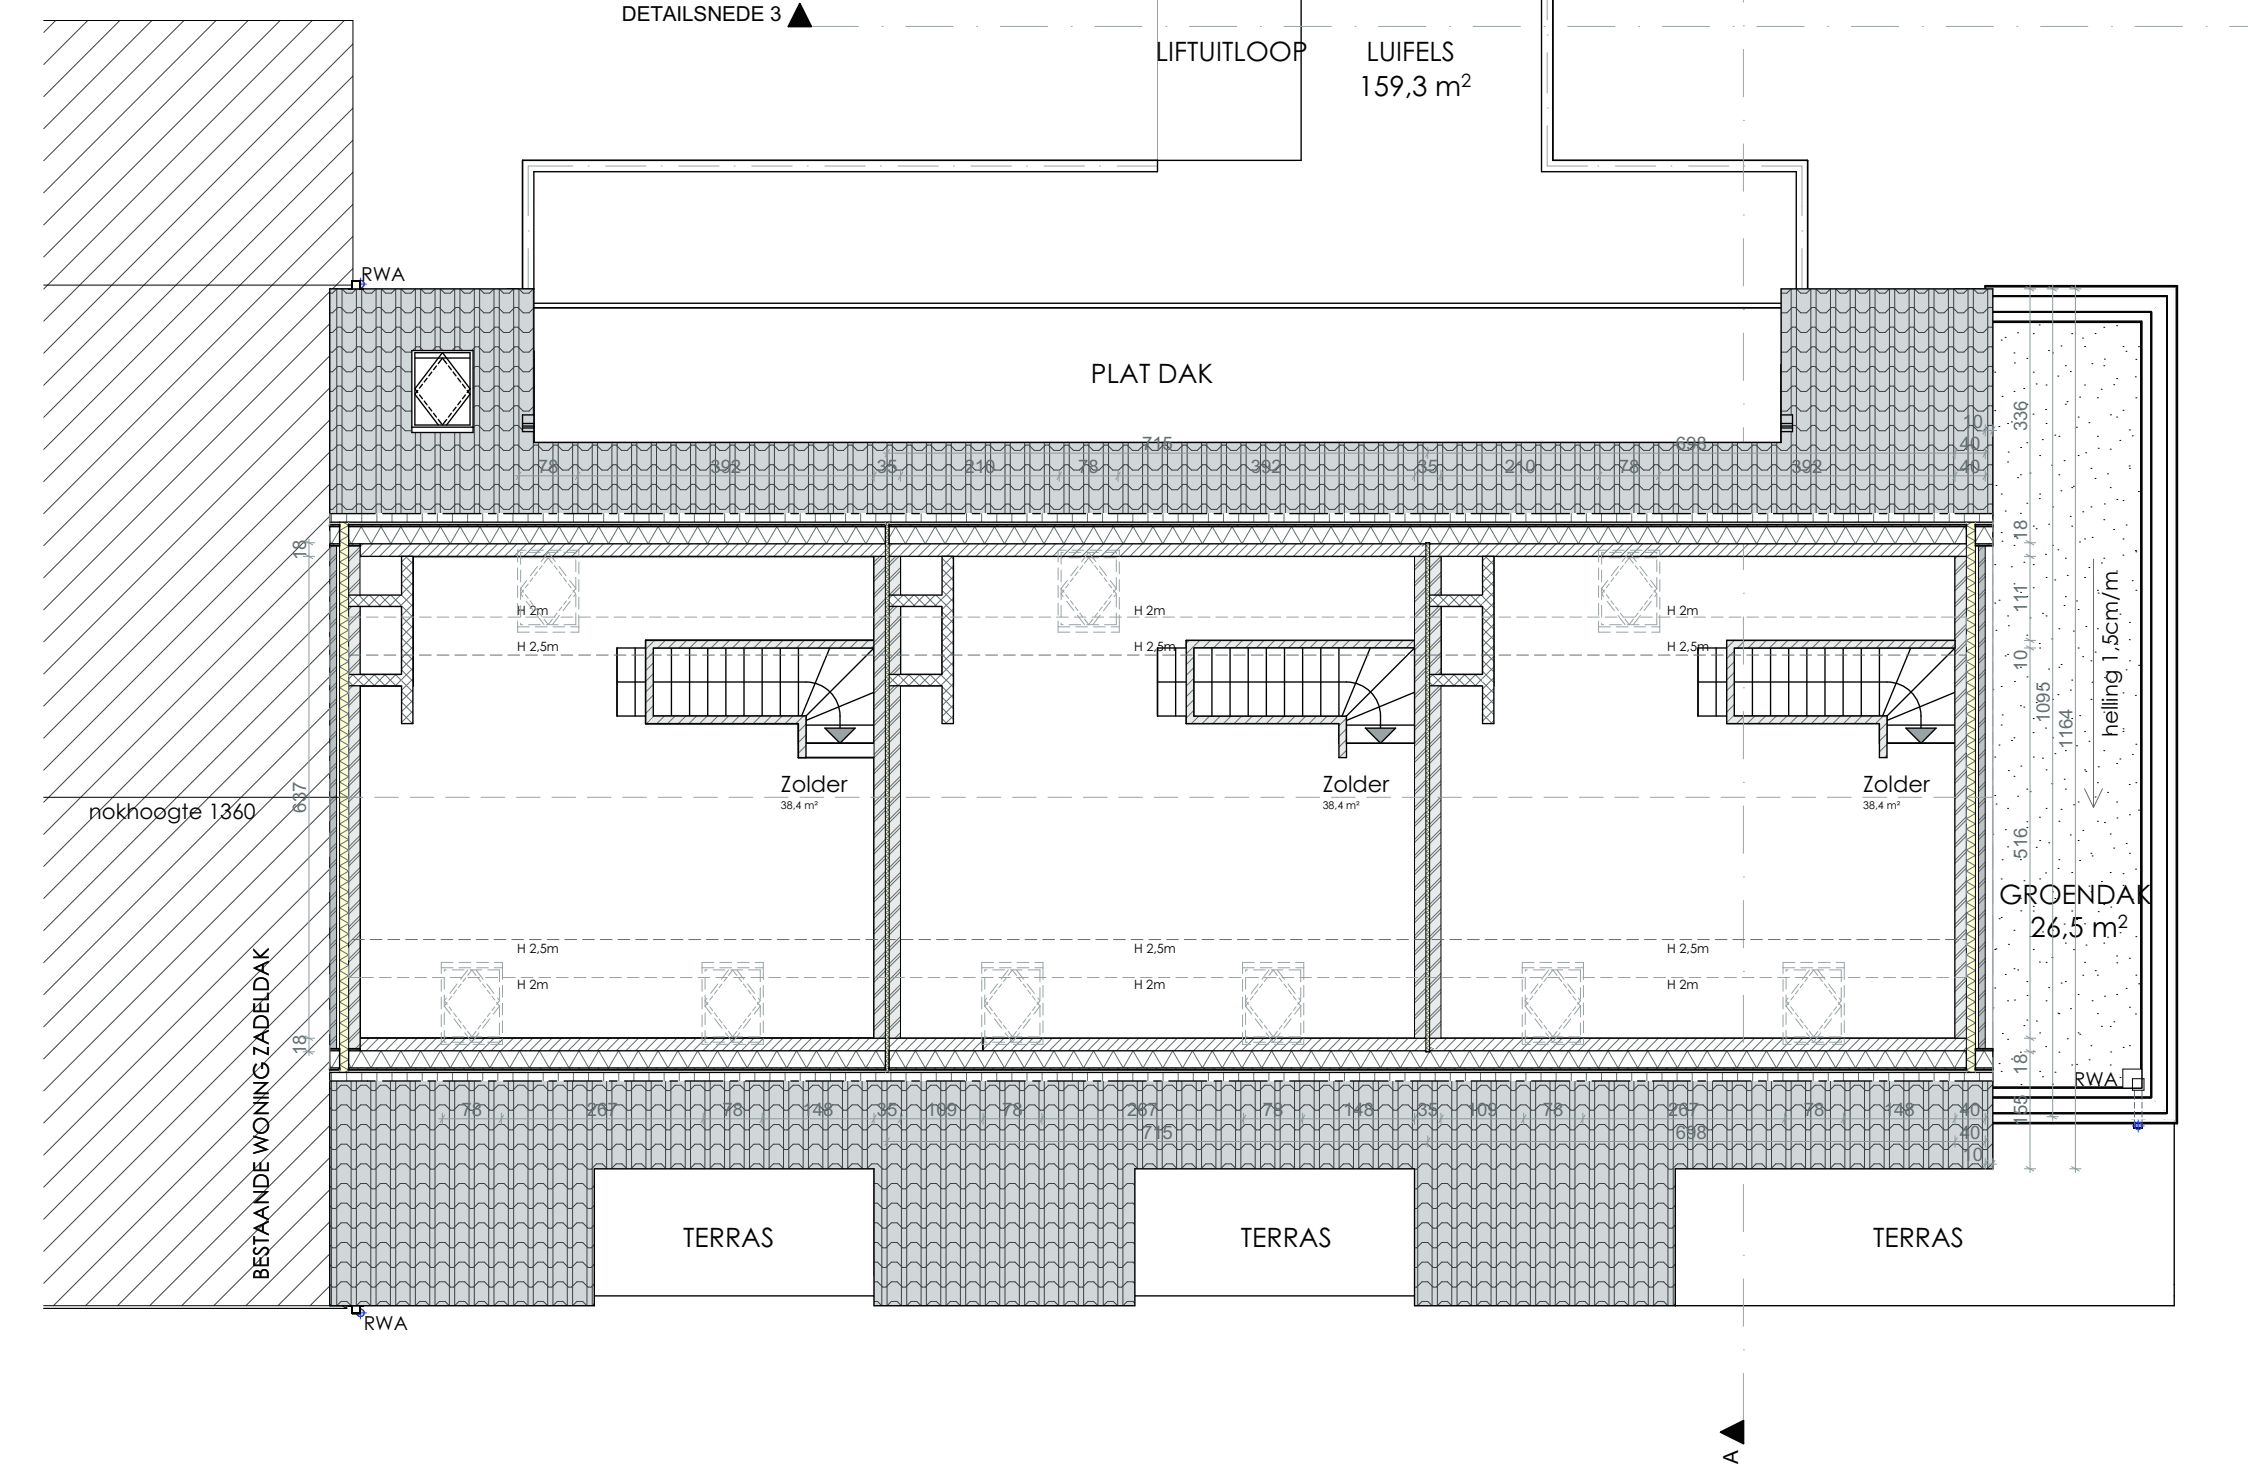 DETAILSNEDE 3
LIFTUITLOOP
LUIFELS
159,3 m²
RWA
PLAT DAK
10
336
715
698
40
78
392
35
210
78
392
35
210
78
392
40
18
18
H 2m
H 2m
H 2m
111
H 2,5m
H 2,5m
H 2,5m
10
helling 1,5cm/m
1095
1164
Zolder
38,4 m²
Zolder
38,4 m²
Zolder
38,4 m²
637
nokhoogte 1360
516
GROENDAK
26,5 m²
H 2,5m
H 2,5m
H 2,5m
H 2m
H 2m
H 2m
BESTAANDE WONING ZADELDAK
18
18
RWA
155
78
267
78
148
35
109
78
267
78
148
35
109
78
267
78
148
40
715
698
40
10
TERRAS
TERRAS
TERRAS
RWA
A